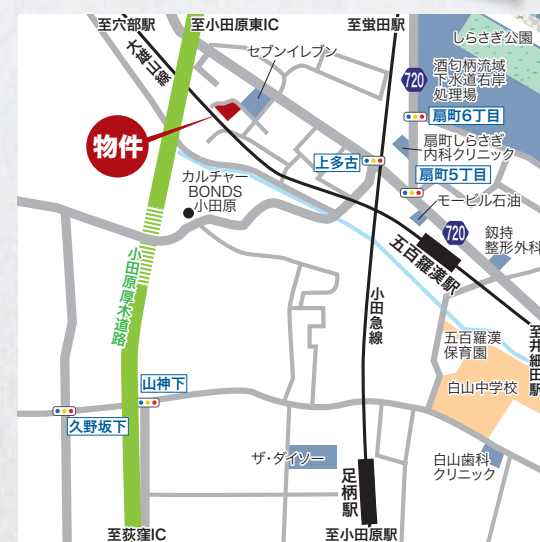 至穴部駅
至小田原東IC
至蛍田駅
しらさぎ公園
大雄山線
セブンイレブン
720
酒匂柄流域
下水道右岸
処理場
扇町6丁目
物件
扇町しらさぎ
内科クリニック
上多古
扇町5丁目
カルチャー
BONDS
小田原
モービル石油
720
釼持
整形外科
五百羅漢駅
小田原厚木道路
小田急線
至井細田駅
五百羅漢
保育園
山神下
白山中学校
久野坂下
ザ・ダイソー
足柄駅
白山歯科
クリニック
至荻窪IC
至小田原駅